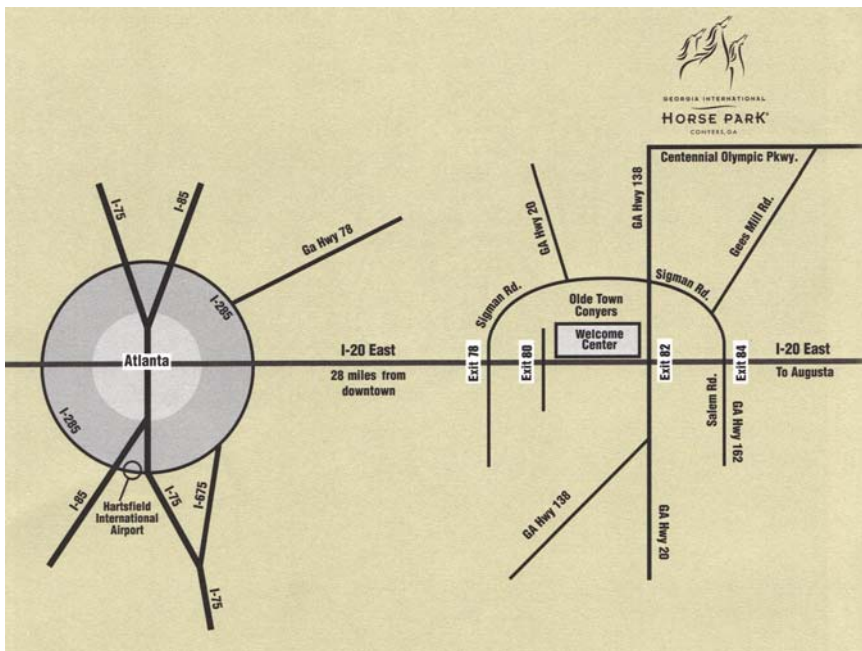 GEORGIA INTERNATIONAL
HORSE PARK
CONYERS, GA
Centennial Olympic Pkwy.
GA Hwy 138
Gees Mill Rd.
GA Hwy 20
I-75
I-85
Ga Hwy 78
I-285
Sigman Rd.
Sigman Rd.
Olde Town
Conyers
Welcome
Center
Atlanta
I-20 East
28 miles from
downtown
Exit 78
Exit 80
Exit 82
Exit 84
I-20 East
To Augusta
Salem Rd.
GA Hwy 162
I-285
I-85
Hartsfield
International
Airport
I-75
I-675
I-75
GA Hwy 138
GA Hwy 20